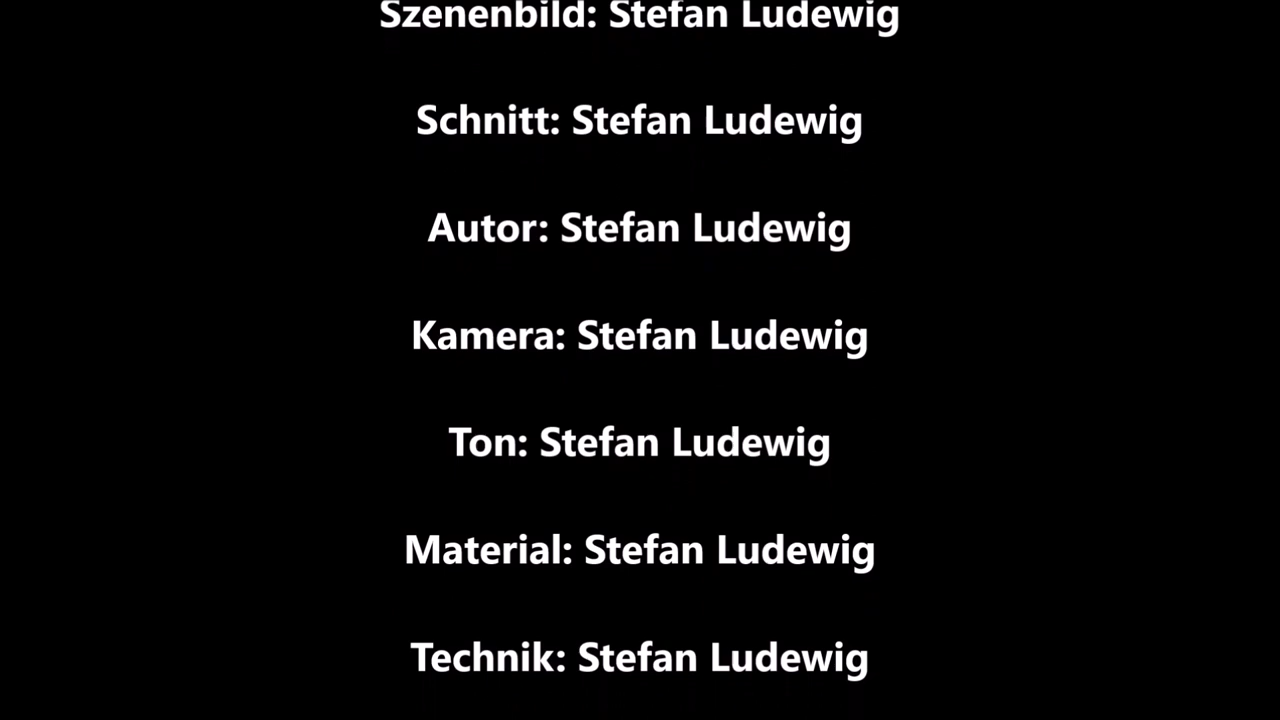 Szenenbild: Stefan Ludewig
Schnitt: Stefan Ludewig
Autor: Stefan Ludewig
Kamera: Stefan Ludewig
Ton: Stefan Ludewig
Material: Stefan Ludewig
Technik: Stefan Ludewig